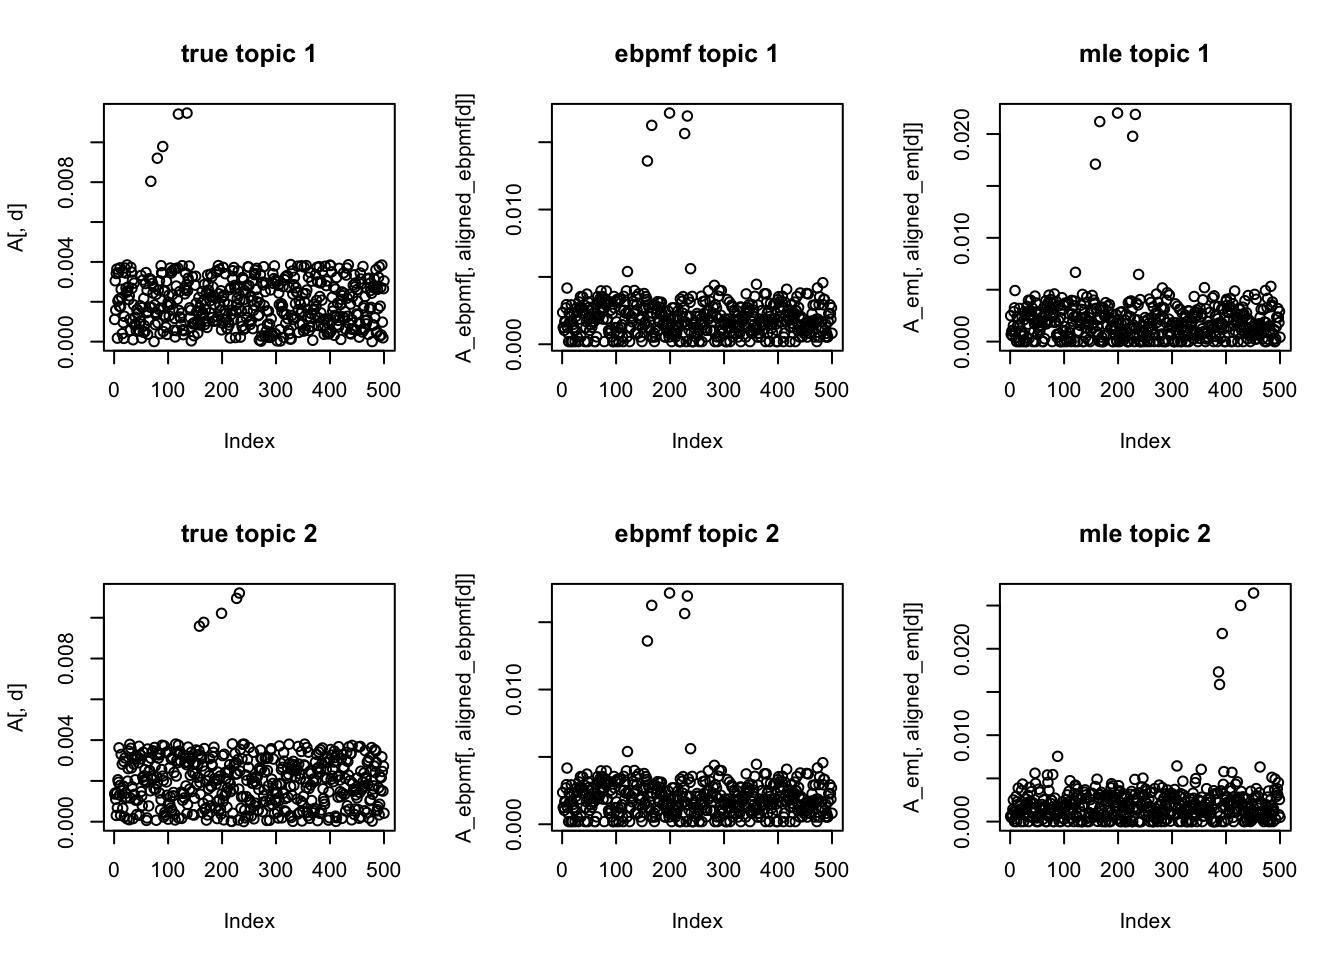 true topic 1
A[, d]
0.000 0.004 0.008
0 100 200 300 400 500
Index
ebpmf topic 1
A_ebpmf[, aligned_ebpmf[d]]
0.000 0.010
0 100 200 300 400 500
Index
mle topic 1
A_em[, aligned_em[d]]
0.000 0.010 0.020
0 100 200 300 400 500
Index
true topic 2
A[, d]
0.000 0.004 0.008
0 100 200 300 400 500
Index
ebpmf topic 2
A_ebpmf[, aligned_ebpmf[d]]
0.000 0.010
0 100 200 300 400 500
Index
mle topic 2
A_em[, aligned_em[d]]
0.000 0.010 0.020
0 100 200 300 400 500
Index